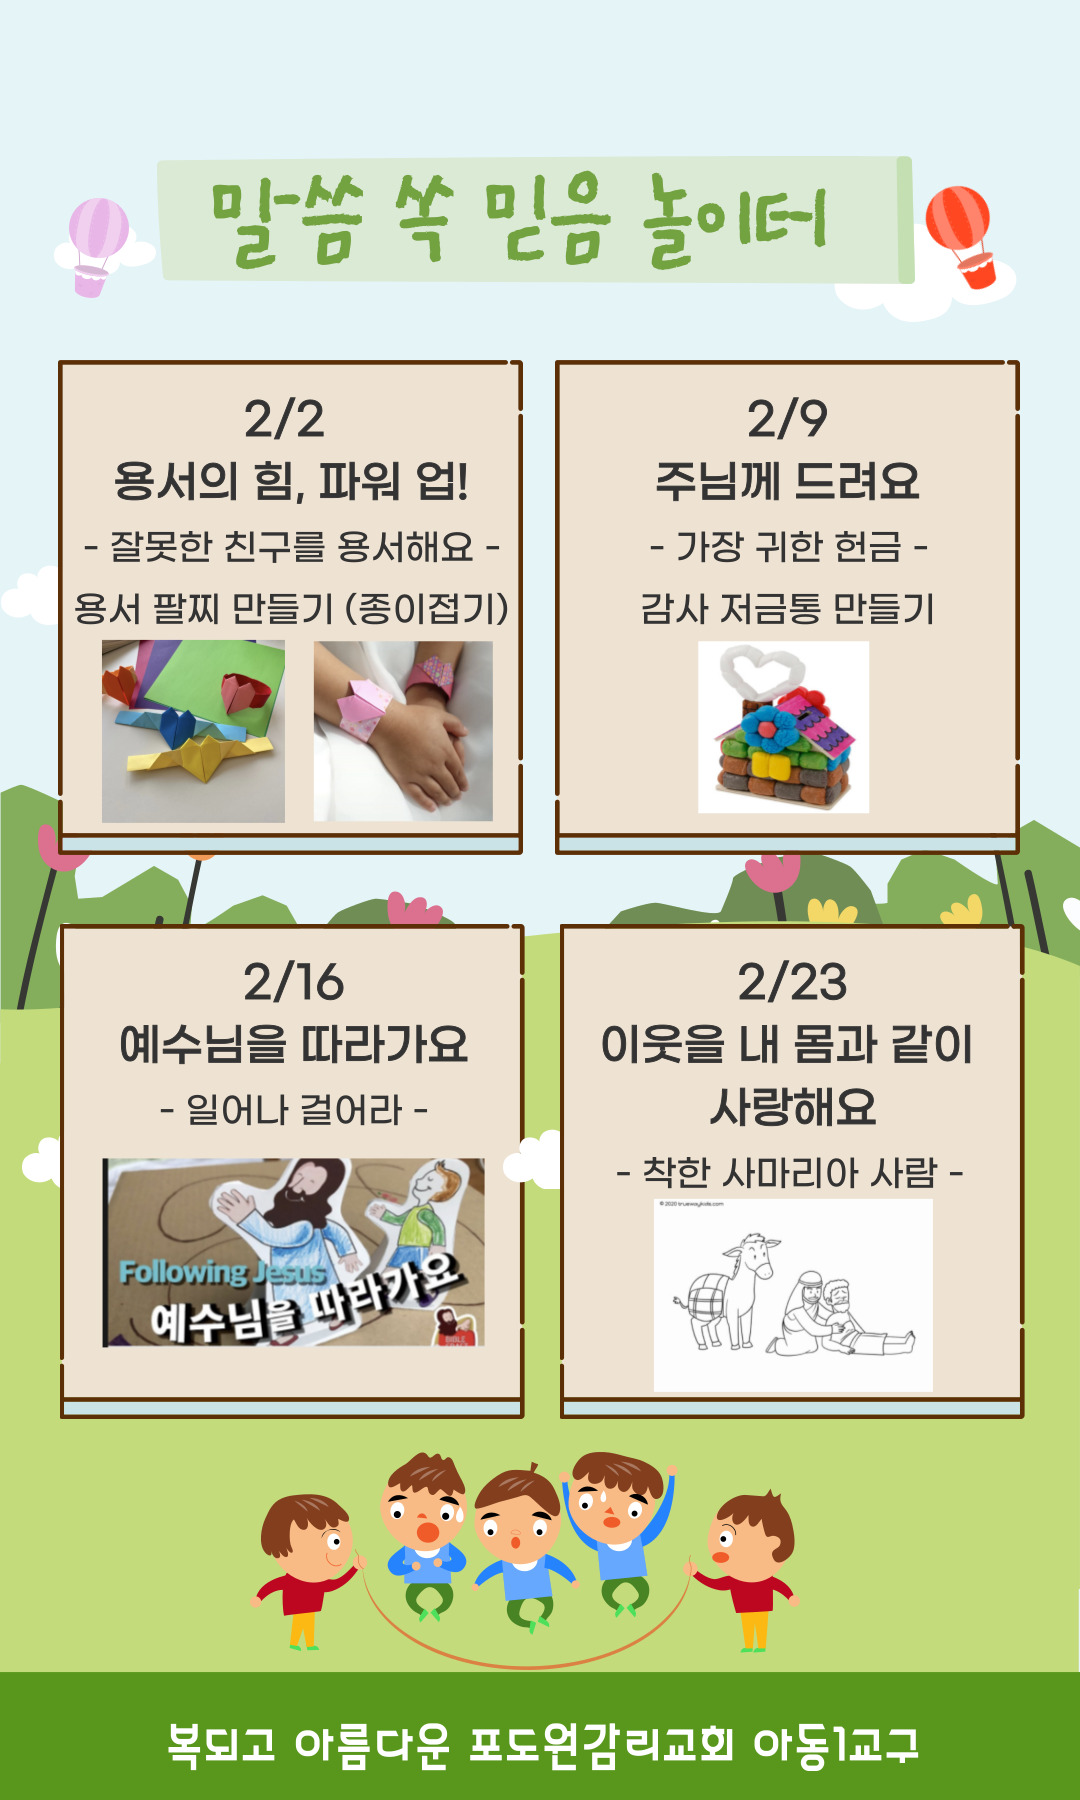 말씀 쏙 믿음 놀이터
2/2
용서의 힘, 파워 업!
- 잘못한 친구를 용서해요 -
용서 팔찌 만들기 (종이접기)
2/9
주님께 드려요
- 가장 귀한 헌금 -
감사 저금통 만들기
2/16
예수님을 따라가요
- 일어나 걸어라 -
Following Jesus
예수님을 따라가요
BIBLE
2/23
이웃을 내 몸과 같이
사랑해요
- 착한 사마리아 사람 -
© 2020 truewaykids.com
복되고 아름다운 포도원감리교회 아동1교구